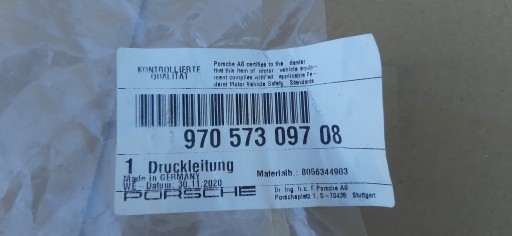 KONTROLLIERTE
QUALITÄT
Porsche AG certifies to the dealer
that this item of motor vehicle equip-
ment complies with all applicable Fe-
deral Motor Vehicle Safety Standards
970 573 097 08
1 Druckleitung
Made in GERMANY
WE - Datum: 30.11.2020
Materialb.: 8056344903
PORSCHE
Dr. Ing. h.c. F. Porsche AG
Porscheplatz 1, D-70435 Stuttgart